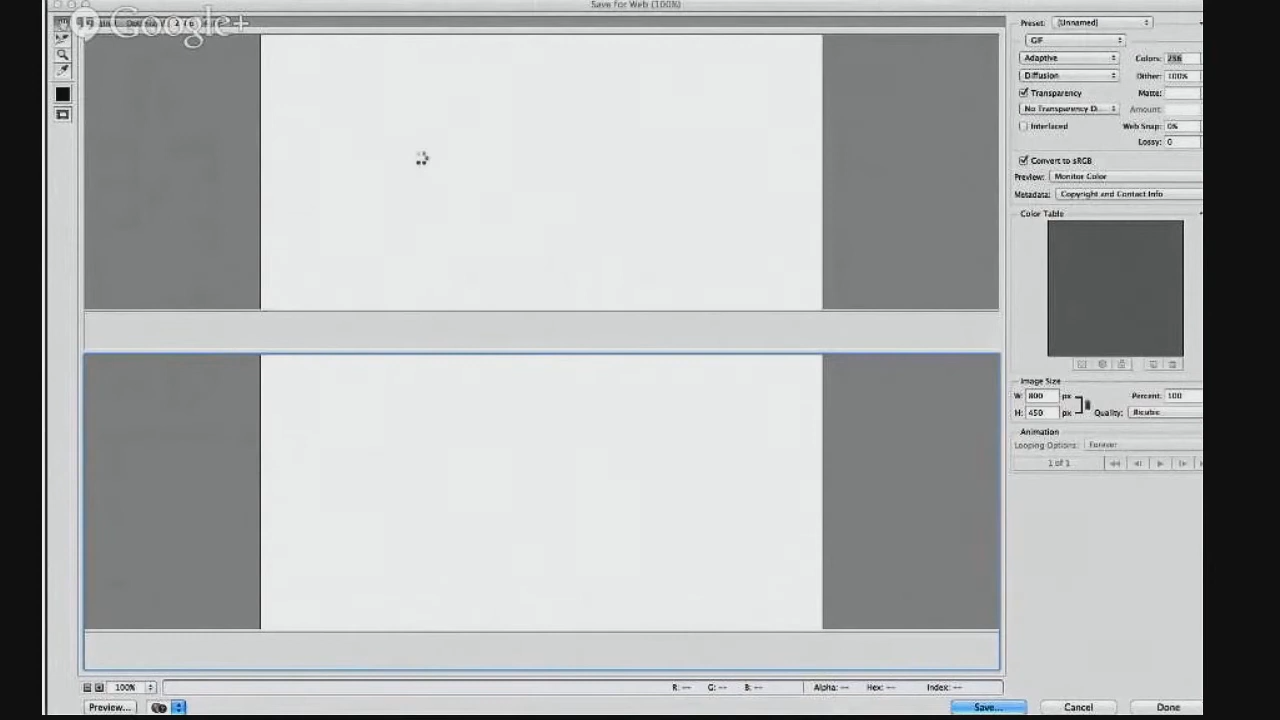 Save for Web (100%)
Google+
Preset: [Unnamed]
GIF
Adaptive Colors: 256
Diffusion Dither: 100%
Transparency Matte:
No Transparency D... Amount:
Interlaced Web Snap: 0%
Lossy: 0
Convert to sRGB
Preview: Monitor Color
Metadata: Copyright and Contact Info
Color Table
Image Size
W: 800 px Percent: 100
H: 450 px Quality: Bicubic
Animation
Looping Options: Forever
1 of 1
100% R: -- G: -- B: -- Alpha: -- Hex: -- Index: --
Preview... Save... Cancel Done